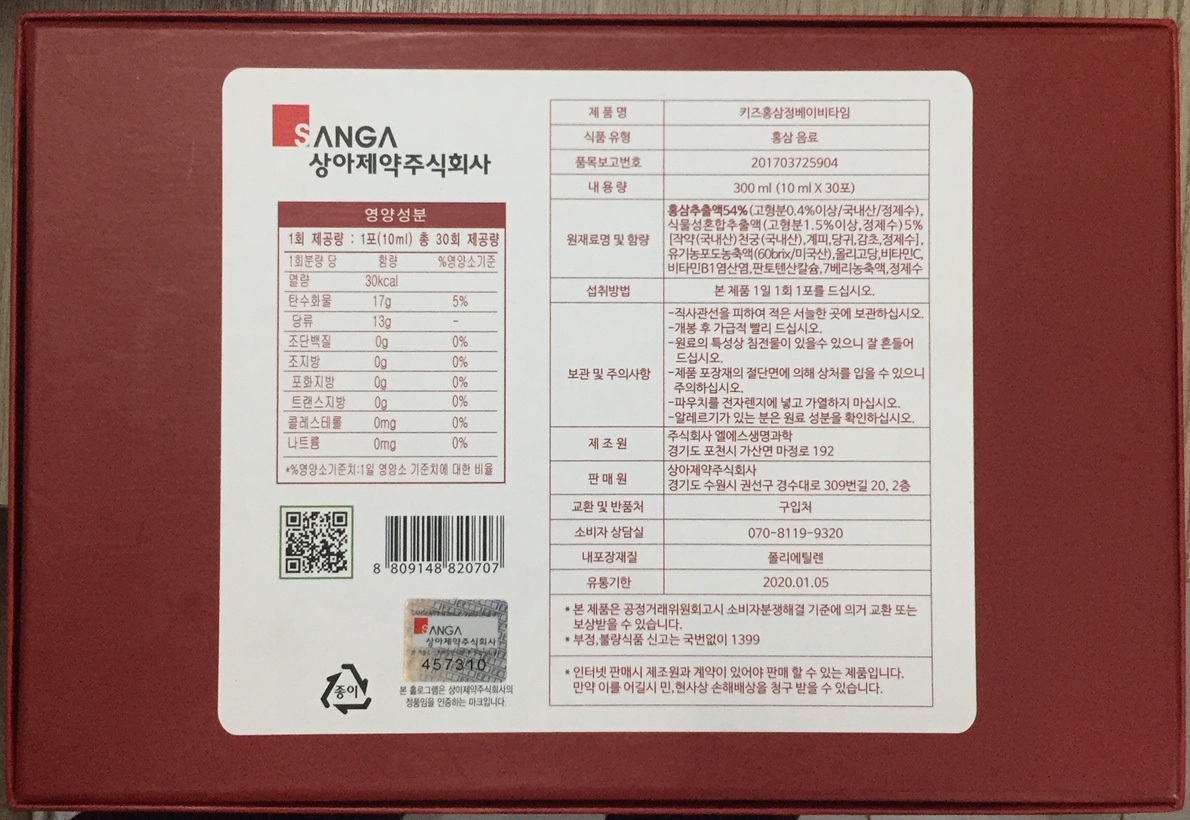 SANGA
상아제약주식회사
영양성분
1회 제공량 : 1포(10ml) 총 30회 제공량
1회분량 당 함량 %영양소기준
열량 30kcal
탄수화물 17g 5%
당류 13g -
조단백질 0g 0%
조지방 0g 0%
포화지방 0g 0%
트랜스지방 0g 0%
콜레스테롤 0mg 0%
나트륨 0mg 0%
*%영양소기준치:1일 영양소 기준치에 대한 비율
8 809148 820707
SANGA
상아제약주식회사
457310
종이
본 홀로그램은 상아제약주식회사의
정품임을 인증하는 마크입니다.
제 품 명 키즈홍삼정베이비타임
식품 유형 홍삼 음료
품목보고번호 201703725904
내 용 량 300 ml (10 ml X 30포)
원재료명 및 함량
홍삼추출액54%(고형분0.4%이상/국내산/정제수),
식물성혼합추출액(고형분1.5%이상,정제수)5%
[작약(국내산)천궁(국내산),계피,당귀,감초,정제수],
유기농포도농축액(60brix/미국산),올리고당,비타민C,
비타민B1염산염,판토텐산칼슘,7베리농축액,정제수
섭취방법 본 제품 1일 1회 1포를 드십시오.
보관 및 주의사항
-직사관선을 피하여 적은 서늘한 곳에 보관하십시오.
-개봉 후 가급적 빨리 드십시오.
-원료의 특성상 침전물이 있을수 있으니 잘 흔들어
드십시오.
-제품 포장재의 절단면에 의해 상처를 입을 수 있으니
주의하십시오.
-파우치를 전자렌지에 넣고 가열하지 마십시오.
-알레르기가 있는 분은 원료 성분을 확인하십시오.
제 조 원 주식회사 엘에스생명과학
경기도 포천시 가산면 마정로 192
판 매 원 상아제약주식회사
경기도 수원시 권선구 경수대로 309번길 20, 2층
교환 및 반품처 구입처
소비자 상담실 070-8119-9320
내포장재질 폴리에틸렌
유통기한 2020.01.05
* 본 제품은 공정거래위원회고시 소비자분쟁해결 기준에 의거 교환 또는
보상받을 수 있습니다.
* 부정,불량식품 신고는 국번없이 1399
* 인터넷 판매시 제조원과 계약이 있어야 판매 할 수 있는 제품입니다.
만약 이를 어길시 민,현사상 손해배상을 청구 받을 수 있습니다.